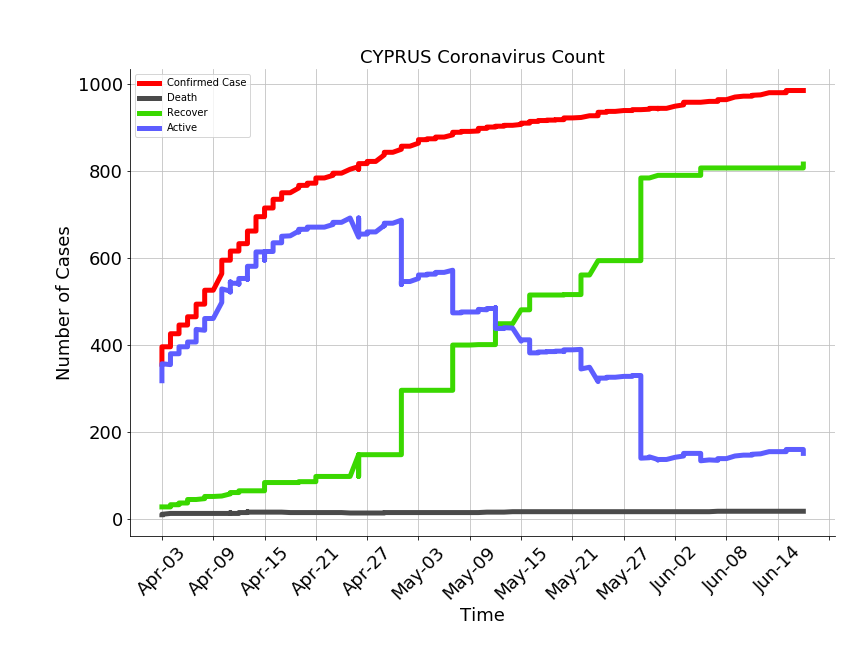 CYPRUS Coronavirus Count
Confirmed Case
Death
Recover
Active
Number of Cases
1000
800
600
400
200
0
Apr-03
Apr-09
Apr-15
Apr-21
Apr-27
May-03
May-09
May-15
May-21
May-27
Jun-02
Jun-08
Jun-14
Time